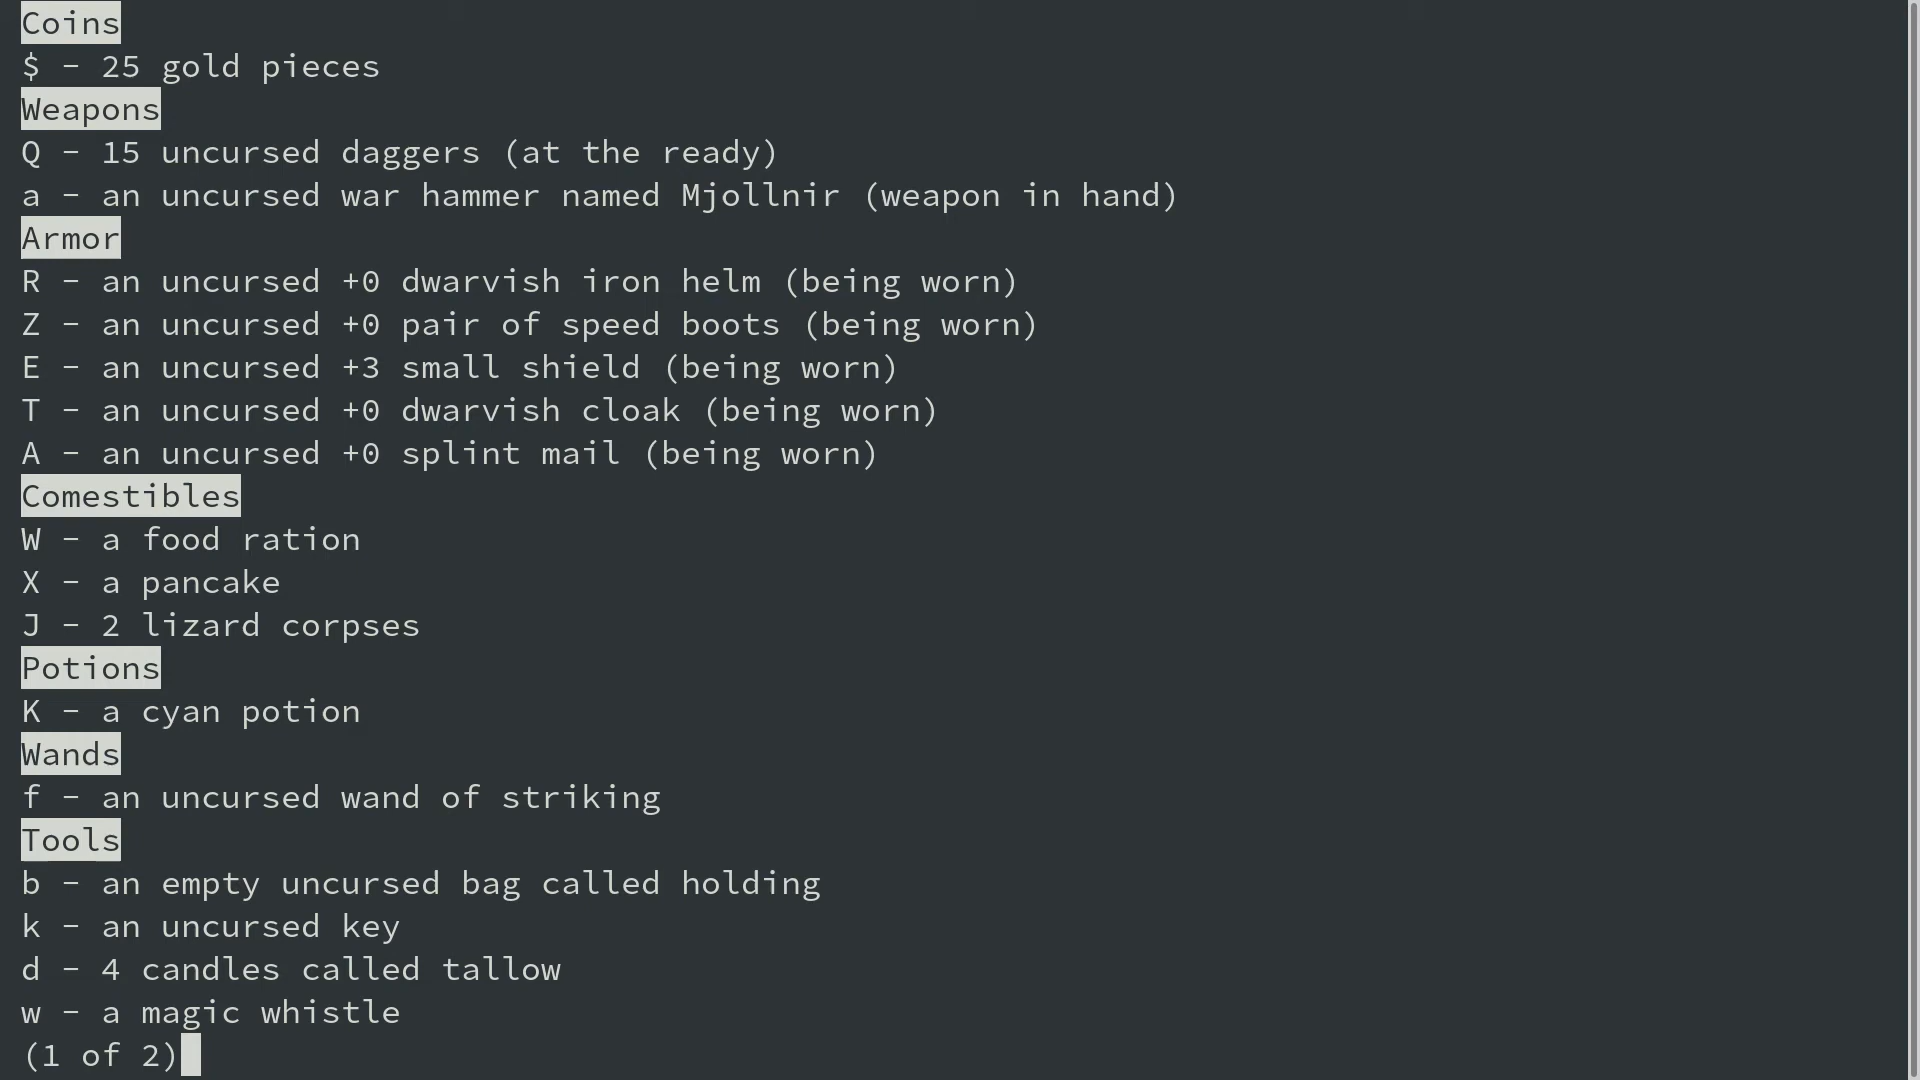 Coins
$ - 25 gold pieces
Weapons
Q - 15 uncursed daggers (at the ready)
a - an uncursed war hammer named Mjollnir (weapon in hand)
Armor
R - an uncursed +0 dwarvish iron helm (being worn)
Z - an uncursed +0 pair of speed boots (being worn)
E - an uncursed +3 small shield (being worn)
T - an uncursed +0 dwarvish cloak (being worn)
A - an uncursed +0 splint mail (being worn)
Comestibles
W - a food ration
X - a pancake
J - 2 lizard corpses
Potions
K - a cyan potion
Wands
f - an uncursed wand of striking
Tools
b - an empty uncursed bag called holding
k - an uncursed key
d - 4 candles called tallow
w - a magic whistle
(1 of 2)